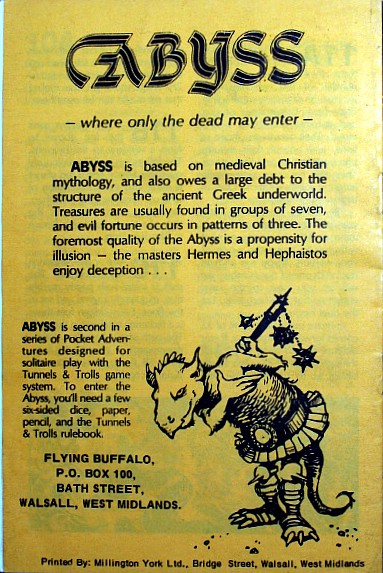 ABYSS
– where only the dead may enter –
ABYSS is based on medieval Christian
mythology, and also owes a large debt to the
structure of the ancient Greek underworld.
Treasures are usually found in groups of seven,
and evil fortune occurs in patterns of three. The
foremost quality of the Abyss is a propensity for
illusion – the masters Hermes and Hephaistos
enjoy deception . . .
ABYSS is second in a
series of Pocket Adven-
tures designed for
solitaire play with the
Tunnels & Trolls game
system. To enter the
Abyss, you'll need a few
six-sided dice, paper,
pencil, and the Tunnels
& Trolls rulebook.
FLYING BUFFALO,
P.O. BOX 100,
BATH STREET,
WALSALL, WEST MIDLANDS.
Printed By: Millington York Ltd., Bridge Street, Walsall, West Midlands